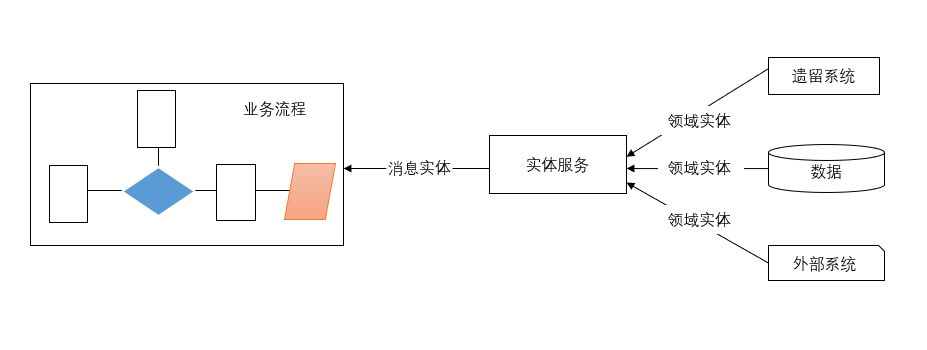 业务流程
消息实体
实体服务
领域实体
领域实体
领域实体
遗留系统
数据
外部系统